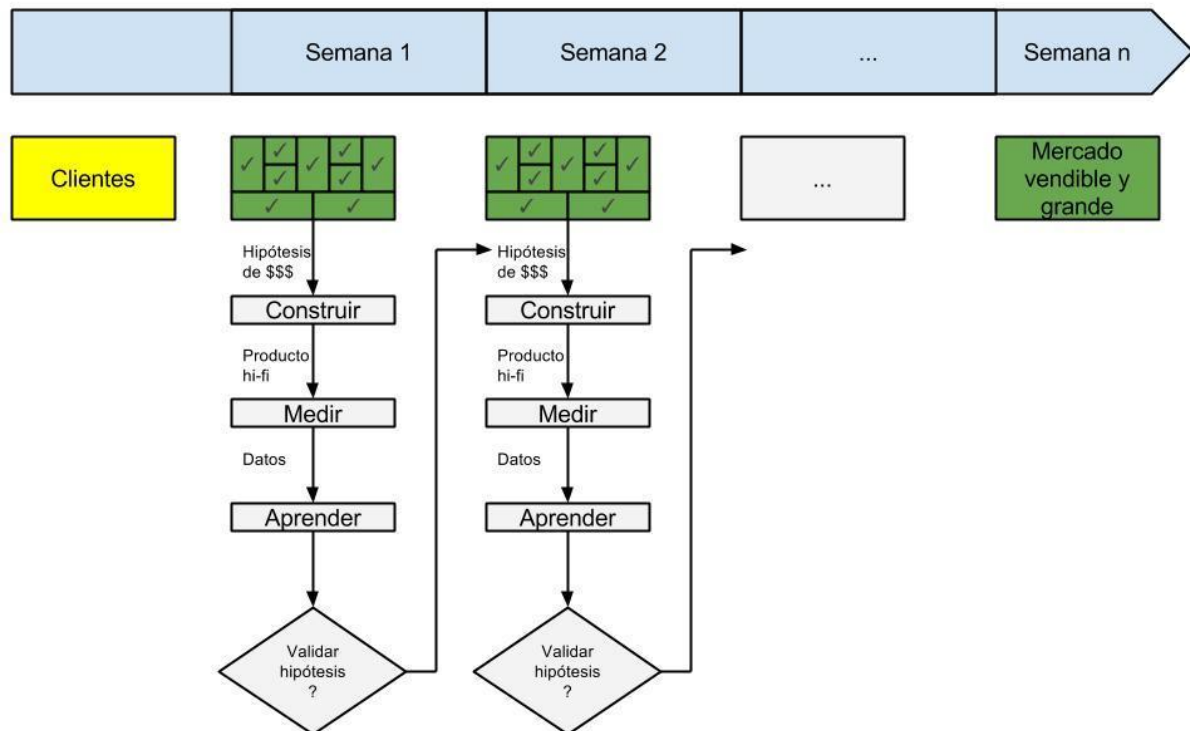 Semana 1
Semana 2
...
Semana n
Clientes
✓ ✓ ✓ ✓ ✓
✓ ✓
✓ ✓
✓ ✓ ✓ ✓ ✓
✓ ✓
✓ ✓
...
Mercado
vendible y
grande
Hipótesis
de $$$
Construir
Producto
hi-fi
Medir
Datos
Aprender
Validar
hipótesis
?
Hipótesis
de $$$
Construir
Producto
hi-fi
Medir
Datos
Aprender
Validar
hipótesis
?